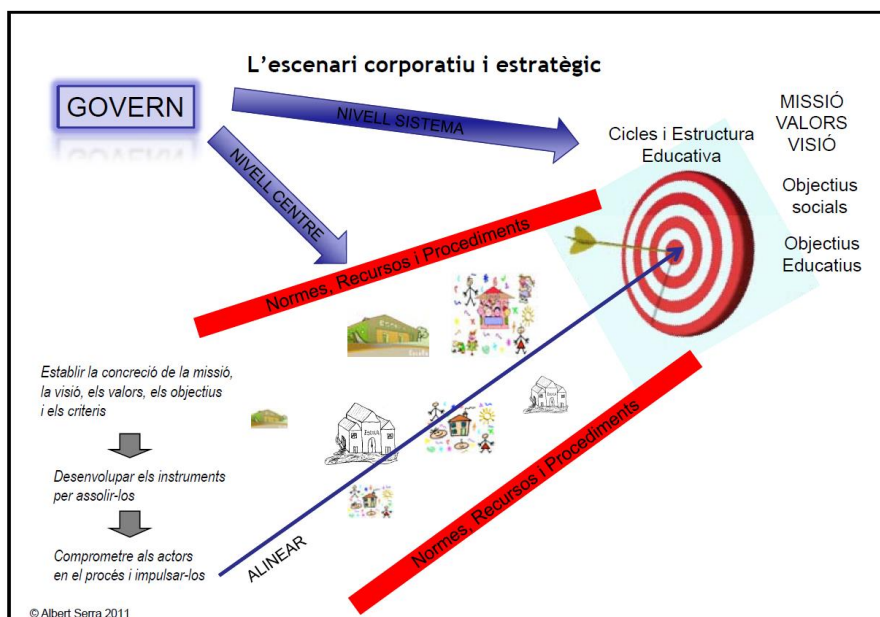 L'escenari corporatiu i estratègic
GOVERN
NIVELL SISTEMA
NIVELL CENTRE
MISSIÓ
VALORS
VISIÓ
Cicles i Estructura
Educativa
Objectius
socials
Objectius
Educatius
Normes, Recursos i Procediments
Establir la concreció de la missió,
la visió, els valors, els objectius
i els criteris
Desenvolupar els instruments
per assolir-los
Comprometre als actors
en el procés i impulsar-los
ALINEAR
Normes, Recursos i Procediments
ESCOLA
© Albert Serra 2011